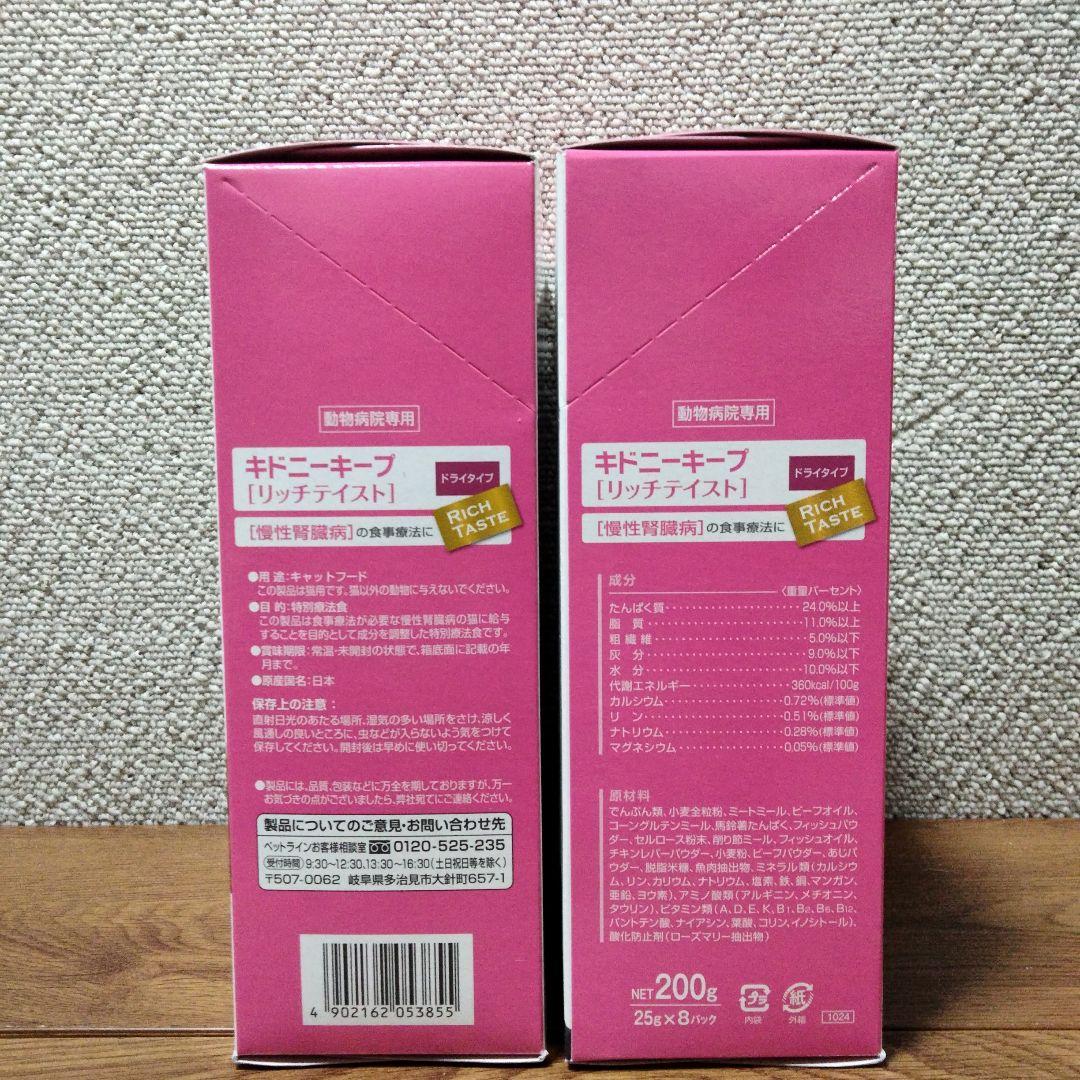 動物病院専用
キドニーキープ
[リッチテイスト]
ドライタイプ
RICH
TASTE
[慢性腎臓病]の食事療法に
●用 途:キャットフード
この製品は猫用です。猫以外の動物に与えないでください。
●目 的:特別療法食
この製品は食事療法が必要な慢性腎臓病の猫に給与
することを目的として成分を調整した特別療法食です。
●賞味期限:常温・未開封の状態で、箱底面に記載の年
月まで。
●原産国名:日本
保存上の注意:
直射日光のあたる場所、湿気の多い場所をさけ、涼しく
風通しの良いところに、虫などが入らないよう気をつけて
保存してください。開封後は早めに使い切ってください。
●製品には、品質、包装などに万全を期しておりますが、万一
お気づきの点がございましたら、弊社宛てにご連絡ください。
製品についてのご意見・お問い合わせ先
ペットラインお客様相談室 0120-525-235
受付時間 9:30~12:30、13:30~16:30(土日祝日等を除く)
〒507-0062 岐阜県多治見市大針町657-1
4 902162 053855
動物病院専用
キドニーキープ
[リッチテイスト]
ドライタイプ
RICH
TASTE
[慢性腎臓病]の食事療法に
成分
〈重量パーセント〉
たんぱく質・・・・・・・・・・・・・・・24.0%以上
脂 質・・・・・・・・・・・・・・・11.0%以上
粗繊維・・・・・・・・・・・・・・・5.0%以下
灰 分・・・・・・・・・・・・・・・9.0%以下
水 分・・・・・・・・・・・・・・・10.0%以下
代謝エネルギー・・・・・・・・・・・360kcal/100g
カルシウム・・・・・・・・・・・0.72%(標準値)
リ ン・・・・・・・・・・・0.51%(標準値)
ナトリウム・・・・・・・・・・・0.28%(標準値)
マグネシウム・・・・・・・・・・・0.05%(標準値)
原材料
でんぷん類、小麦全粒粉、ミートミール、ビーフオイル、
コーングルテンミール、馬鈴薯たんぱく、フィッシュパウ
ダー、セルロース粉末、削り節ミール、フィッシュオイル、
チキンレバーパウダー、小麦粉、ビーフパウダー、あじパ
ウダー、脱脂米糠、魚肉抽出物、ミネラル類(カルシウ
ム、リン、カリウム、ナトリウム、塩素、鉄、銅、マンガン、
亜鉛、ヨウ素)、アミノ酸類(アルギニン、メチオニン、
タウリン)、ビタミン類(A、D、E、K、B1、B2、B6、B12、
パントテン酸、ナイアシン、葉酸、コリン、イノシトール)、
酸化防止剤(ローズマリー抽出物)
NET 200g
25g×8パック
プラ
内袋
紙
外箱
1024